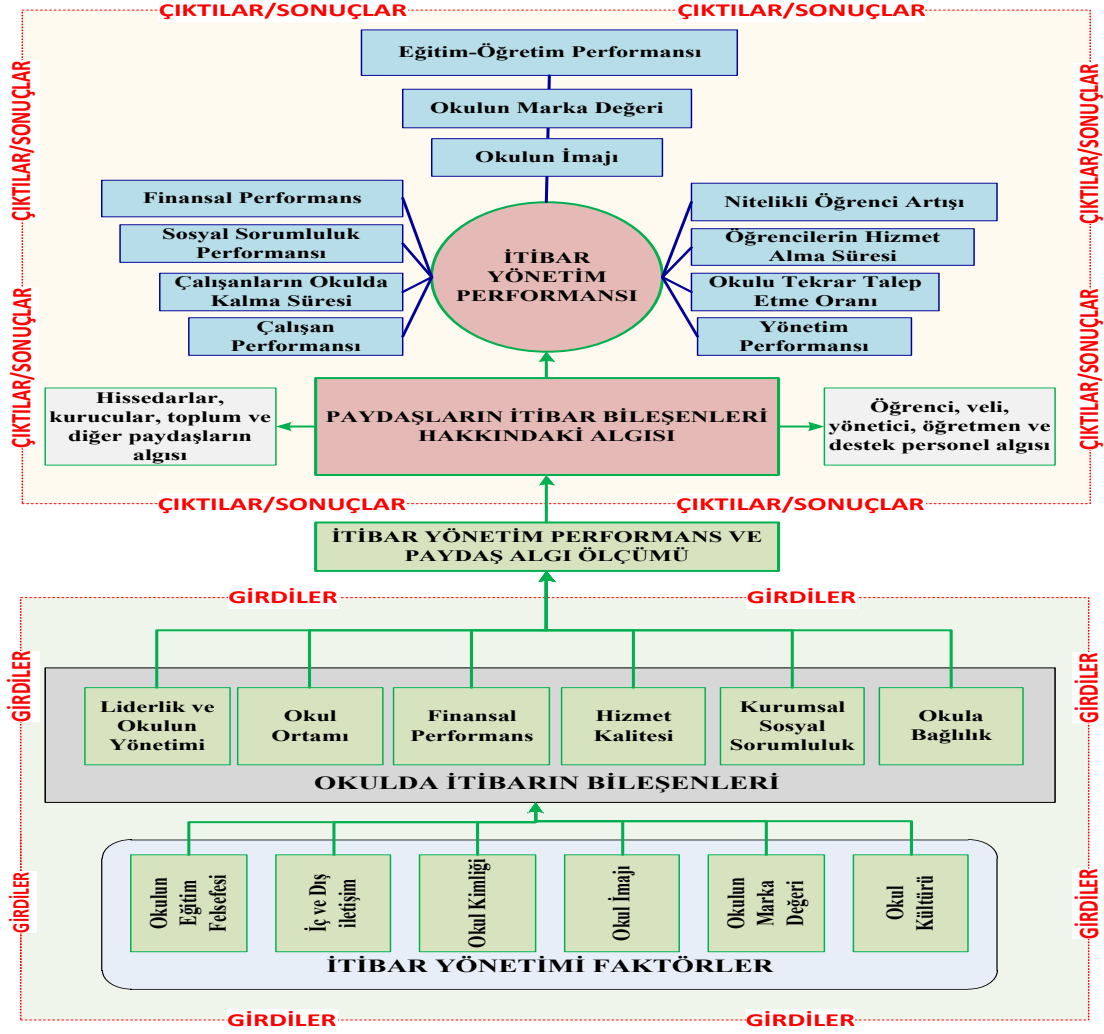 ÇIKTILAR/SONUÇLAR
ÇIKTILAR/SONUÇLAR
Eğitim-Öğretim Performansı
Okulun Marka Değeri
Okulun İmajı
ÇIKTILAR/SONUÇLAR
ÇIKTILAR/SONUÇLAR
Finansal Performans
Sosyal Sorumluluk
Performansı
Çalışanların Okulda
Kalma Süresi
Çalışan
Performansı
İTİBAR
YÖNETİM
PERFORMANSI
Nitelikli Öğrenci Artışı
Öğrencilerin Hizmet
Alma Süresi
Okulu Tekrar Talep
Etme Oranı
Yönetim
Performansı
ÇIKTILAR/SONUÇLAR
ÇIKTILAR/SONUÇLAR
Hissedarlar,
kurucular, toplum ve
diğer paydaşların
algısı
PAYDAŞLARIN İTİBAR BİLEŞENLERİ
HAKKINDAKİ ALGISI
Öğrenci, veli,
yönetici, öğretmen ve
destek personel algısı
ÇIKTILAR/SONUÇLAR
ÇIKTILAR/SONUÇLAR
ÇIKTILAR/SONUÇLAR
ÇIKTILAR/SONUÇLAR
İTİBAR YÖNETİM PERFORMANS VE
PAYDAŞ ALGI ÖLÇÜMÜ
GİRDİLER
GİRDİLER
GİRDİLER
GİRDİLER
Liderlik ve
Okulun
Yönetimi
Okul
Ortamı
Finansal
Performans
Hizmet
Kalitesi
Kurumsal
Sosyal
Sorumluluk
Okula
Bağlılık
OKULDA İTİBARIN BİLEŞENLERİ
GİRDİLER
GİRDİLER
Okulun
Eğitim
Felsefesi
İç ve Dış
iletişim
Okul Kimliği
Okul İmajı
Okulun
Marka
Değeri
Okul
Kültürü
İTİBAR YÖNETİMİ FAKTÖRLER
GİRDİLER
GİRDİLER